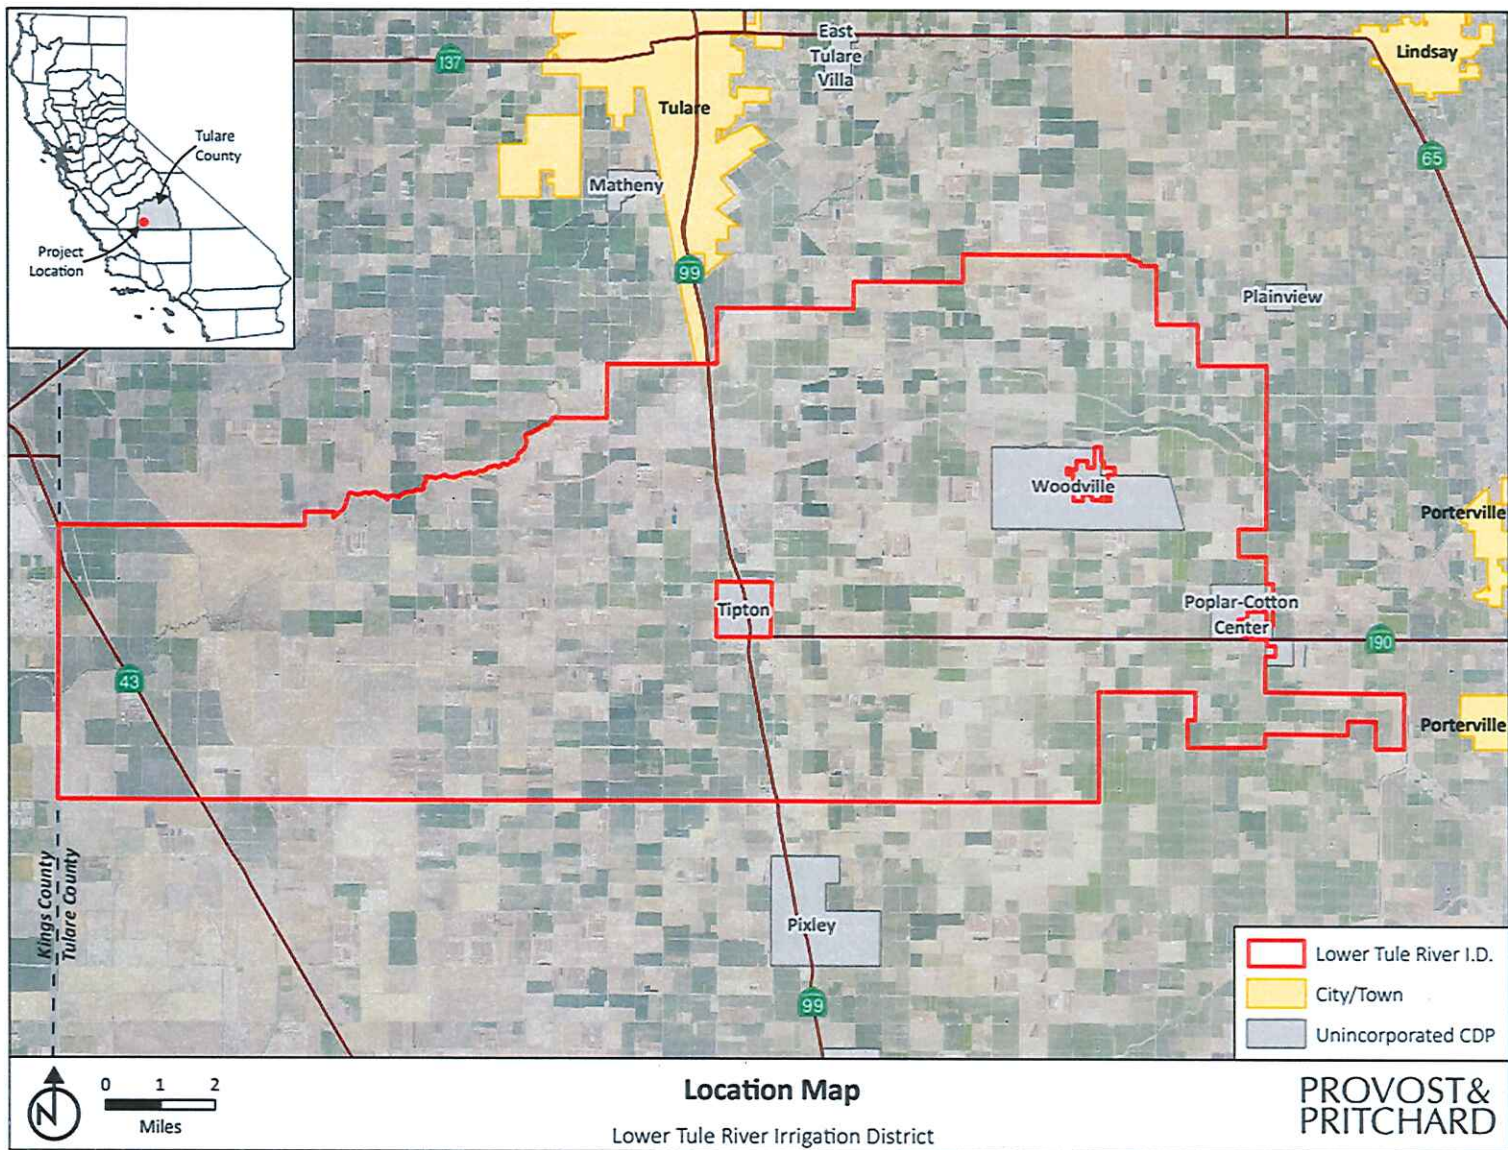 Tulare
County
Project
Location
137
East
Tulare
Villa
Lindsay
Tulare
65
Matheny
99
Plainview
Woodville
Porterville
Tipton
Poplar-Cotton
Center
190
43
Porterville
Kings County
Tulare County
Pixley
99
Lower Tule River I.D.
City/Town
Unincorporated CDP
N
0 1 2
Miles
Location Map
Lower Tule River Irrigation District
PROVOST&
PRITCHARD